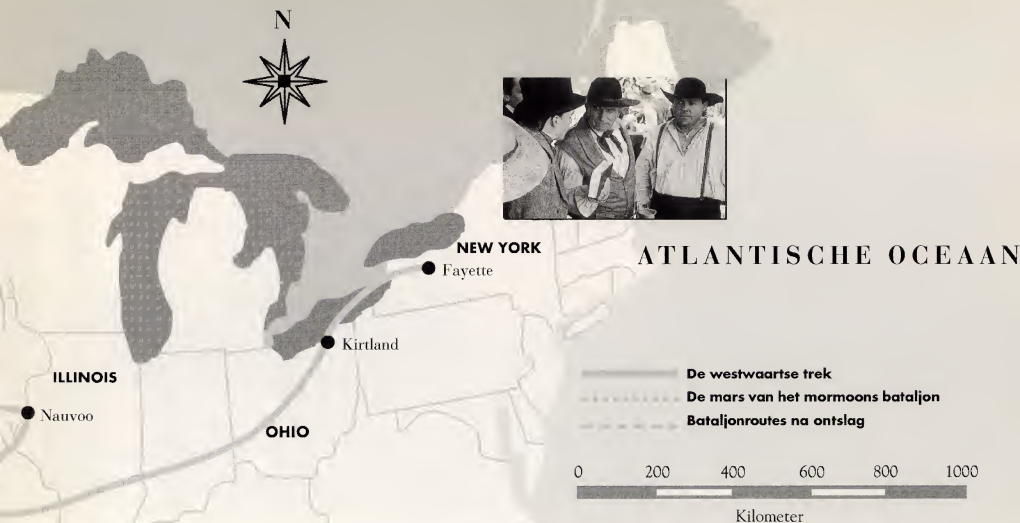 N
NEW YORK
Fayette
ATLANTISCHE OCEAAN
Kirtland
ILLINOIS
Nauvoo
OHIO
De westwaartse trek
De mars van het mormoons bataljon
Bataljonroutes na ontslag
0 200 400 600 800 1000
Kilometer